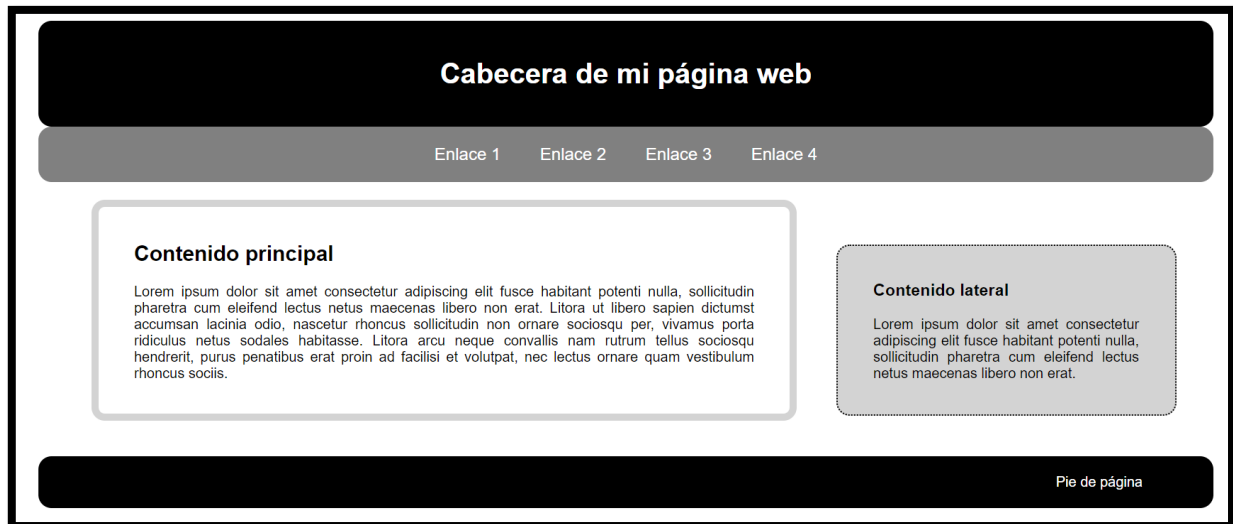 Cabecera de mi página web
Enlace 1 Enlace 2 Enlace 3 Enlace 4
Contenido principal
Lorem ipsum dolor sit amet consectetur adipiscing elit fusce habitant potenti nulla, sollicitudin
pharetra cum eleifend lectus netus maecenas libero non erat. Litora ut libero sapien dictumst
accumsan lacinia odio, nascetur rhoncus sollicitudin non ornare sociosqu per, vivamus porta
ridiculus netus sodales habitasse. Litora arcu neque convallis nam rutrum tellus sociosqu
hendrerit, purus penatibus erat proin ad facilisi et volutpat, nec lectus ornare quam vestibulum
rhoncus sociis.
Contenido lateral
Lorem ipsum dolor sit amet consectetur
adipiscing elit fusce habitant potenti nulla,
sollicitudin pharetra cum eleifend lectus
netus maecenas libero non erat.
Pie de página